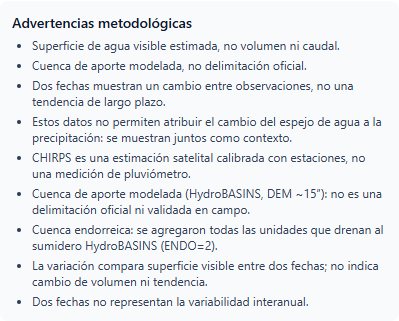 Advertencias metodológicas
• Superficie de agua visible estimada, no volumen ni caudal.
• Cuenca de aporte modelada, no delimitación oficial.
• Dos fechas muestran un cambio entre observaciones, no una
tendencia de largo plazo.
• Estos datos no permiten atribuir el cambio del espejo de agua a la
precipitación: se muestran juntos como contexto.
• CHIRPS es una estimación satelital calibrada con estaciones, no
una medición de pluviómetro.
• Cuenca de aporte modelada (HydroBASINS, DEM ~15″): no es una
delimitación oficial ni validada en campo.
• Cuenca endorreica: se agregaron todas las unidades que drenan al
sumidero HydroBASINS (ENDO=2).
• La variación compara superficie visible entre dos fechas; no indica
cambio de volumen ni tendencia.
• Dos fechas no representan la variabilidad interanual.